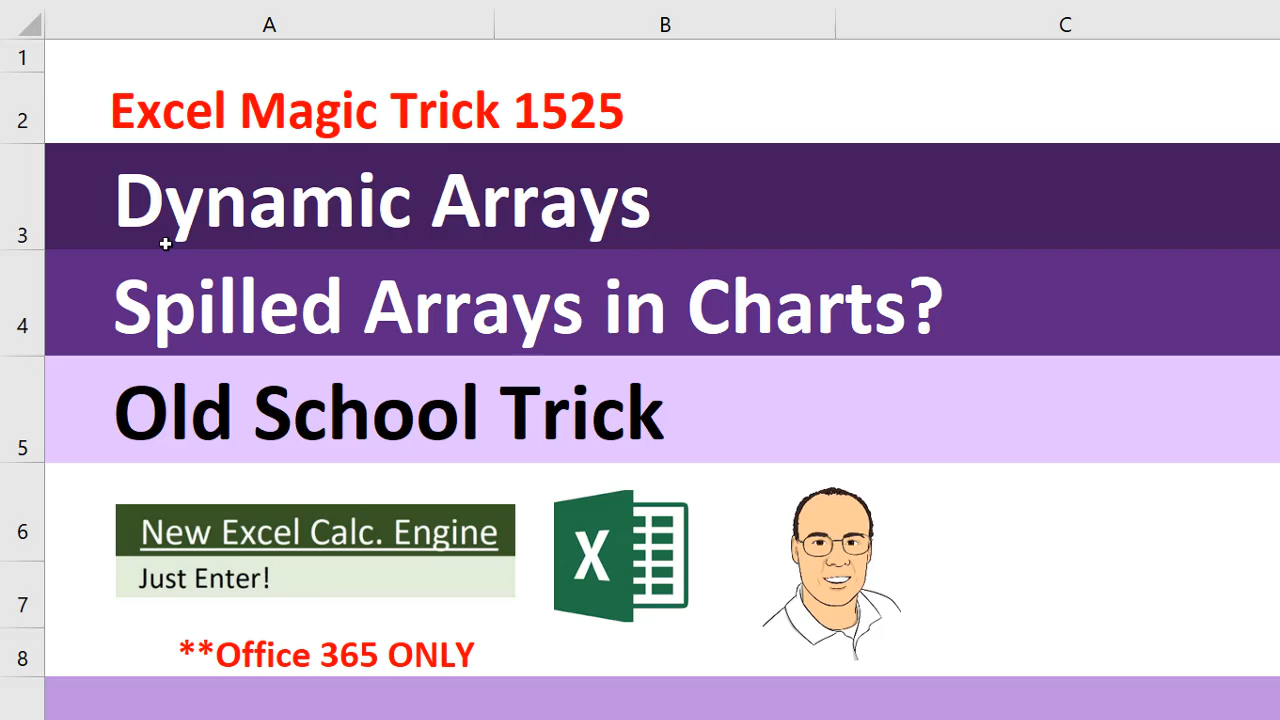 A B C
1
2 Excel Magic Trick 1525
3 Dynamic Arrays
4 Spilled Arrays in Charts?
5 Old School Trick
6 New Excel Calc. Engine X
7 Just Enter!
8 **Office 365 ONLY